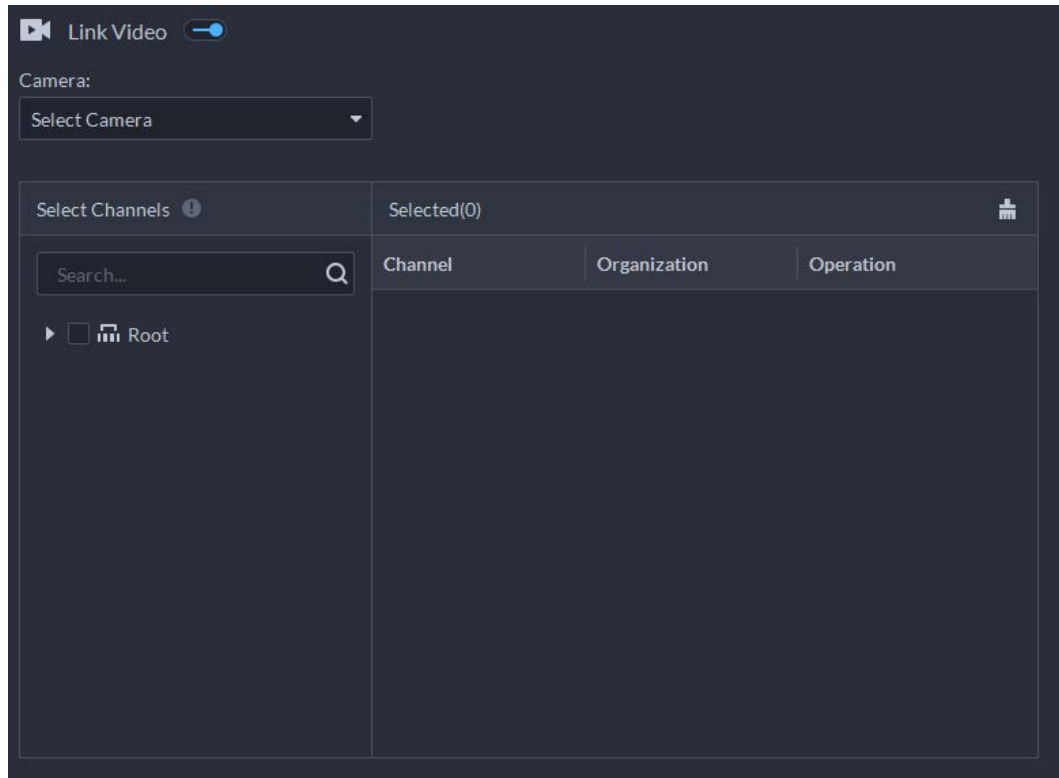 Link Video
Camera:
Select Camera
Select Channels
Selected(0)
Search...
Channel Organization Operation
Root